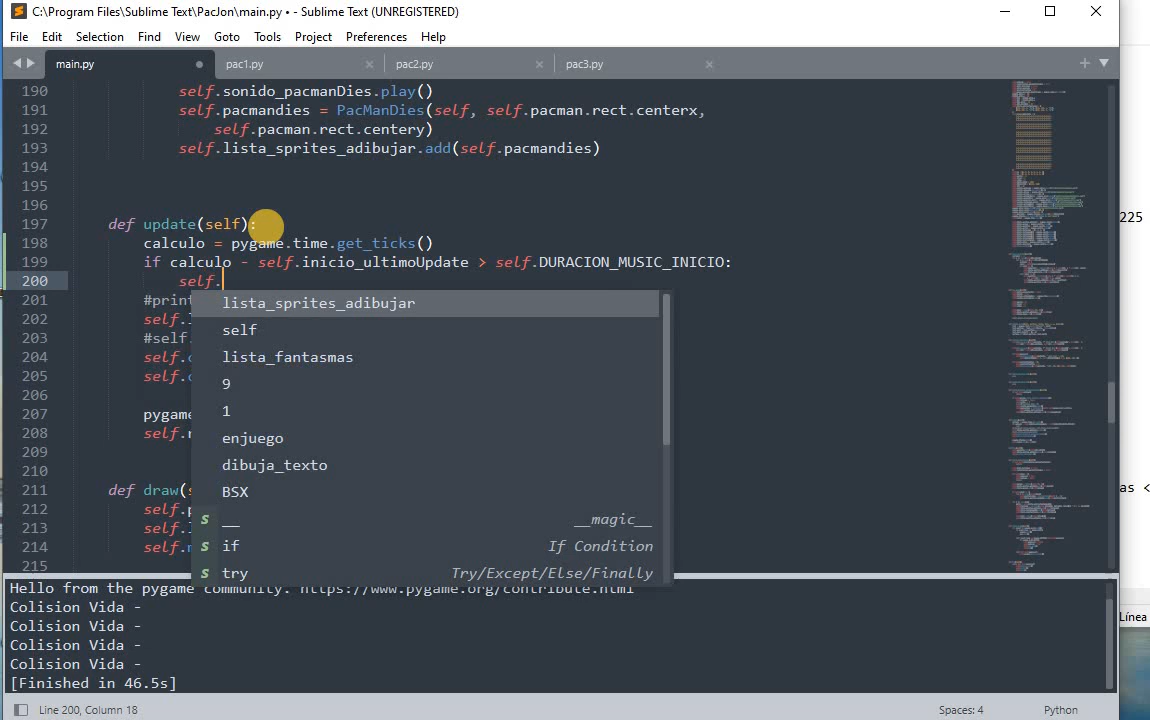 C:\Program Files\Sublime Text\PacJon\main.py • - Sublime Text (UNREGISTERED)
File Edit Selection Find View Goto Tools Project Preferences Help
main.py pac1.py pac2.py pac3.py
190 self.sonido_pacmanDies.play()
191 self.pacmandies = PacManDies(self, self.pacman.rect.centerx,
192 self.pacman.rect.centery)
193 self.lista_sprites_adibujar.add(self.pacmandies)
194
195
196
197 def update(self):
198 calculo = pygame.time.get_ticks()
199 if calculo - self.inicio_ultimoUpdate > self.DURACION_MUSIC_INICIO:
200 self.
201 #prin
202 self.
203 #self.
204 self.
205 self.
206
207 pygame
208 self.
209
210
211 def draw(
212 self.
213 self.
214 self.
215
lista_sprites_adibujar
self
lista_fantasmas
9
1
enjuego
dibuja_texto
BSX
s __ __magic__
s if If Condition
s try Try/Except/Else/Finally
Hello from the pygame community. https://www.pygame.org/contribute.html
Colision Vida -
Colision Vida -
Colision Vida -
Colision Vida -
[Finished in 46.5s]
Line 200, Column 18 Spaces: 4 Python
225
as <
Línea